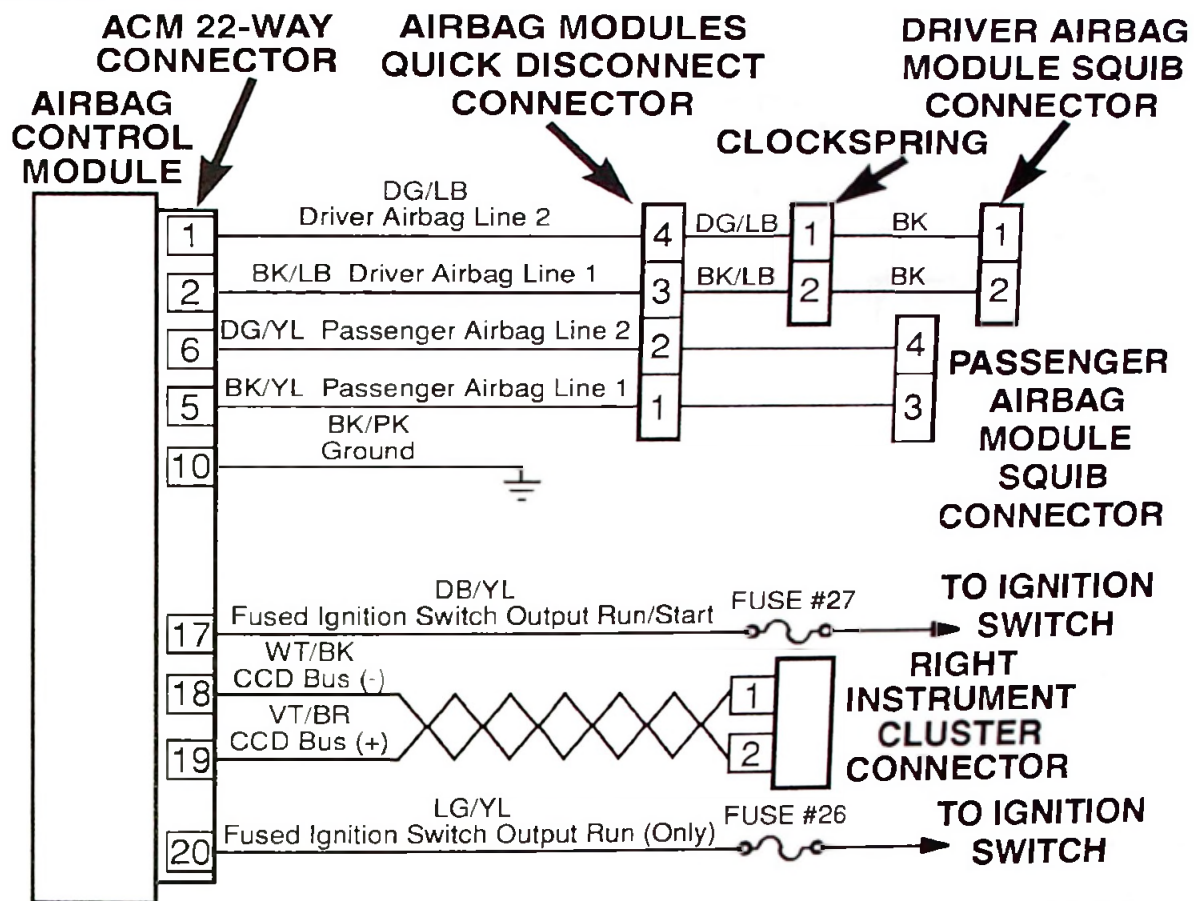 ACM 22-WAY
CONNECTOR
AIRBAG MODULES
QUICK DISCONNECT
CONNECTOR
DRIVER AIRBAG
MODULE SQUIB
CONNECTOR
CLOCKSPRING
AIRBAG
CONTROL
MODULE
DG/LB
Driver Airbag Line 2
1
4
DG/LB
1
BK
1
BK/LB Driver Airbag Line 1
2
3
BK/LB
2
BK
2
DG/YL Passenger Airbag Line 2
6
2
4
BK/YL Passenger Airbag Line 1
5
1
3
PASSENGER
AIRBAG
MODULE
SQUIB
CONNECTOR
BK/PK
Ground
10
DB/YL
Fused Ignition Switch Output Run/Start
17
FUSE #27
TO IGNITION
SWITCH
WT/BK
CCD Bus (-)
18
1
VT/BR
CCD Bus (+)
19
2
RIGHT
INSTRUMENT
CLUSTER
CONNECTOR
LG/YL
Fused Ignition Switch Output Run (Only)
20
FUSE #26
TO IGNITION
SWITCH